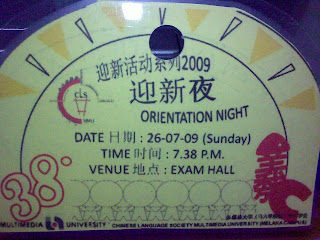 迎新活动系列2009
迎新夜
CLS
MMU
ORIENTATION NIGHT
DATE 日期 : 26-07-09 (Sunday)
TIME 时间 : 7.38 P.M.
VENUE 地点 : EXAM HALL
38°
MULTIMEDIA UNIVERSITY
CHINESE LANGUAGE SOCIETY MULTIMEDIA UNIVERSITY (MELAKA CAMPUS)